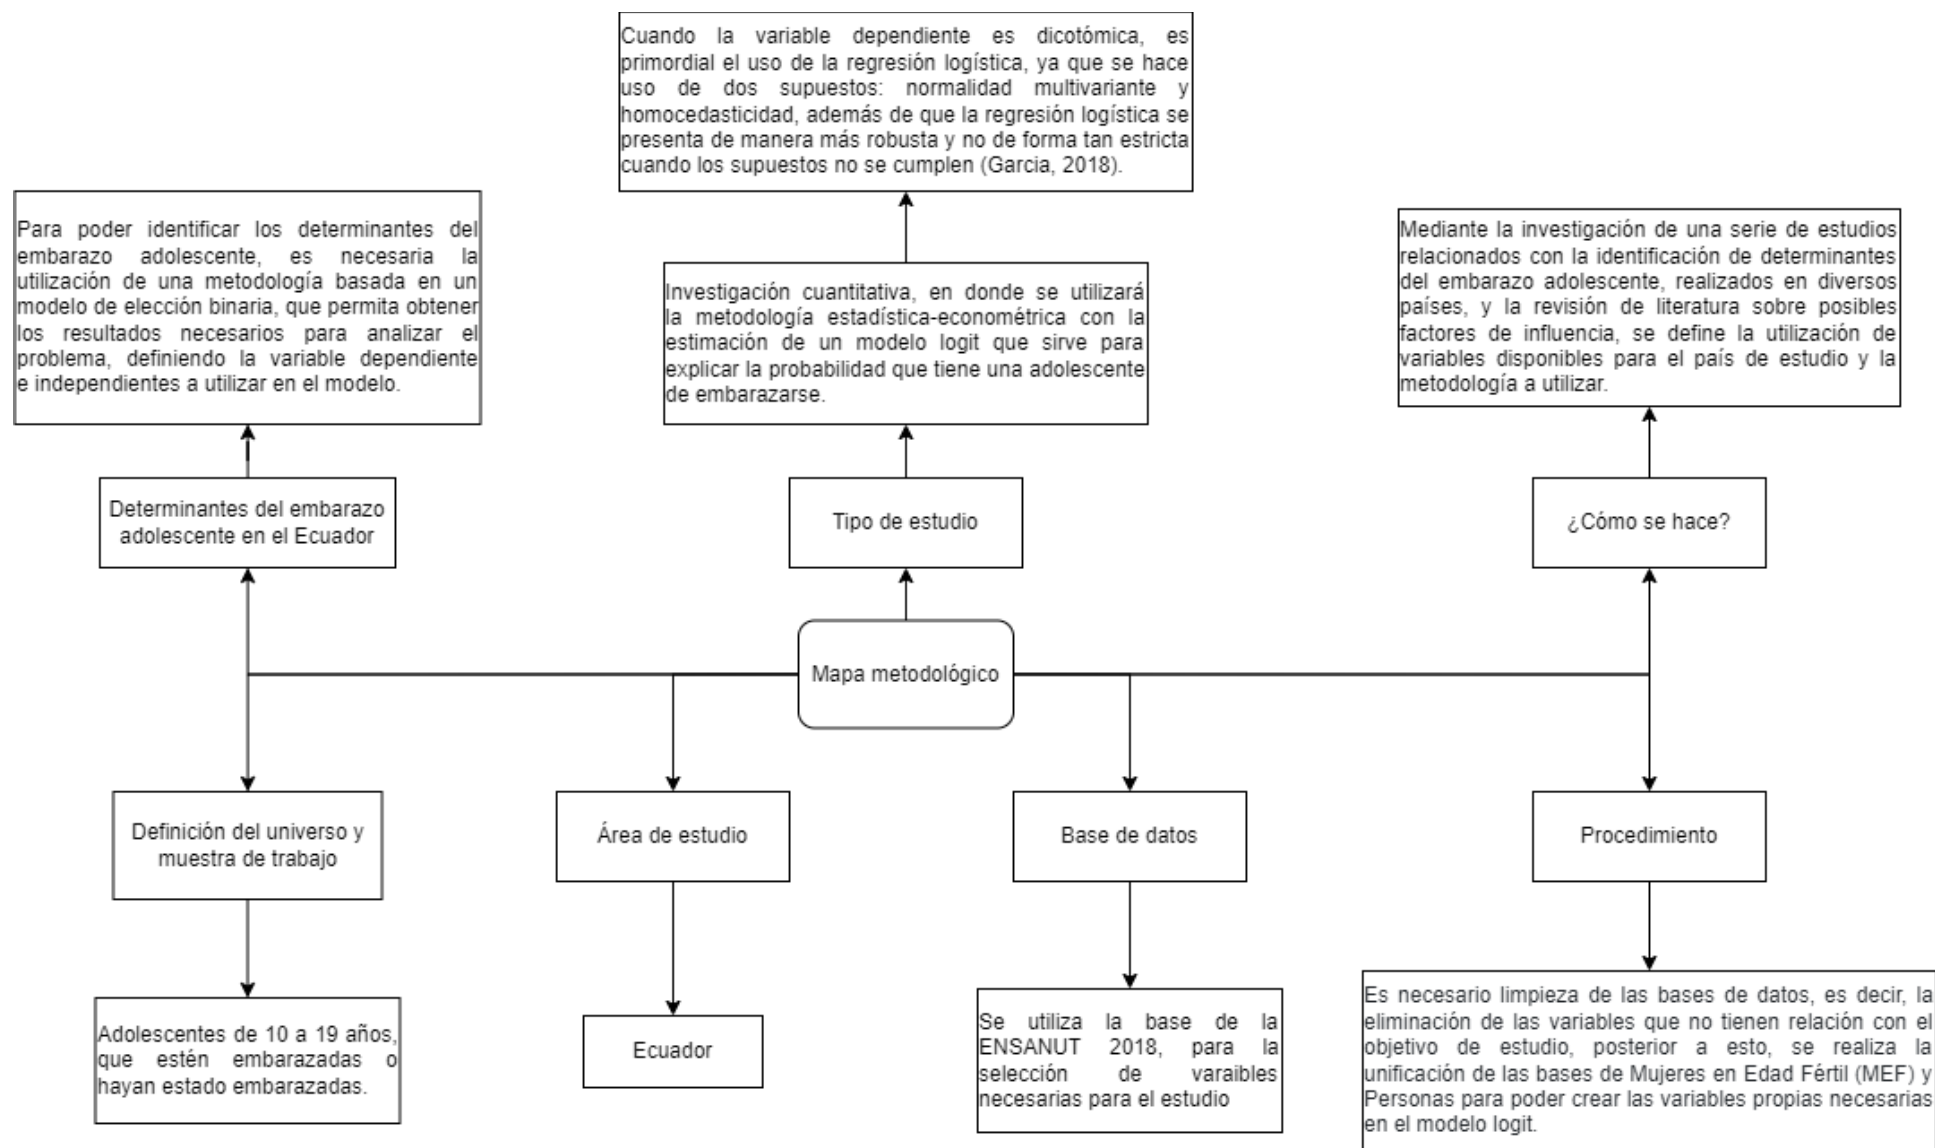 Cuando la variable dependiente es dicotómica, es
primordial el uso de la regresión logística, ya que se hace
uso de dos supuestos: normalidad multivariante y
homocedasticidad, además de que la regresión logística se
presenta de manera más robusta y no de forma tan estricta
cuando los supuestos no se cumplen (Garcia, 2018).
Para poder identificar los determinantes del
embarazo adolescente, es necesaria la
utilización de una metodología basada en un
modelo de elección binaria, que permita obtener
los resultados necesarios para analizar el
problema, definiendo la variable dependiente
e independientes a utilizar en el modelo.
Investigación cuantitativa, en donde se utilizará
la metodología estadística-econométrica con la
estimación de un modelo logit que sirve para
explicar la probabilidad que tiene una adolescente
de embarazarse.
Mediante la investigación de una serie de estudios
relacionados con la identificación de determinantes
del embarazo adolescente, realizados en diversos
países, y la revisión de literatura sobre posibles
factores de influencia, se define la utilización de
variables disponibles para el país de estudio y la
metodología a utilizar.
Determinantes del embarazo
adolescente en el Ecuador
Tipo de estudio
¿Cómo se hace?
Mapa metodológico
Definición del universo y
muestra de trabajo
Área de estudio
Base de datos
Procedimiento
Adolescentes de 10 a 19 años,
que estén embarazadas o
hayan estado embarazadas.
Ecuador
Se utiliza la base de la
ENSANUT 2018, para la
selección de varaibles
necesarias para el estudio
Es necesario limpieza de las bases de datos, es decir, la
eliminación de las variables que no tienen relación con el
objetivo de estudio, posterior a esto, se realiza la
unificación de las bases de Mujeres en Edad Fértil (MEF) y
Personas para poder crear las variables propias necesarias
en el modelo logit.